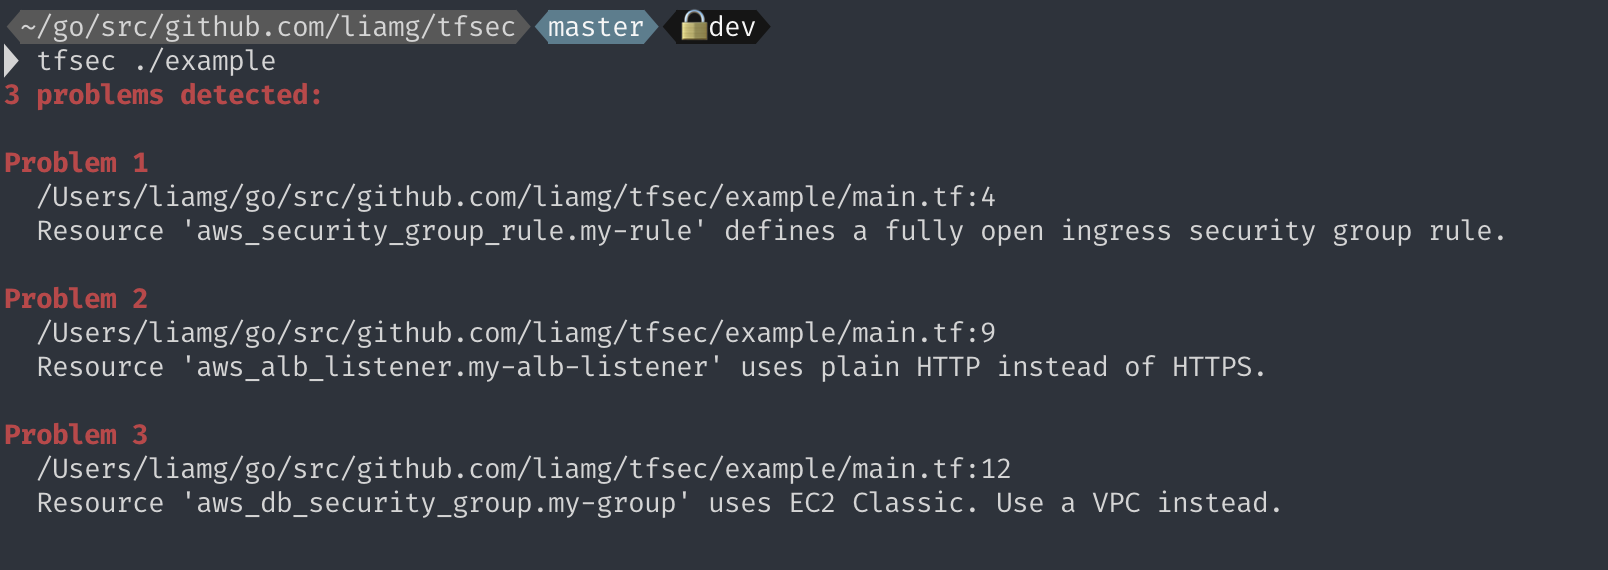 ~/go/src/github.com/liamg/tfsec master 🔒dev
tfsec ./example
3 problems detected:
Problem 1
/Users/liamg/go/src/github.com/liamg/tfsec/example/main.tf:4
Resource 'aws_security_group_rule.my-rule' defines a fully open ingress security group rule.
Problem 2
/Users/liamg/go/src/github.com/liamg/tfsec/example/main.tf:9
Resource 'aws_alb_listener.my-alb-listener' uses plain HTTP instead of HTTPS.
Problem 3
/Users/liamg/go/src/github.com/liamg/tfsec/example/main.tf:12
Resource 'aws_db_security_group.my-group' uses EC2 Classic. Use a VPC instead.